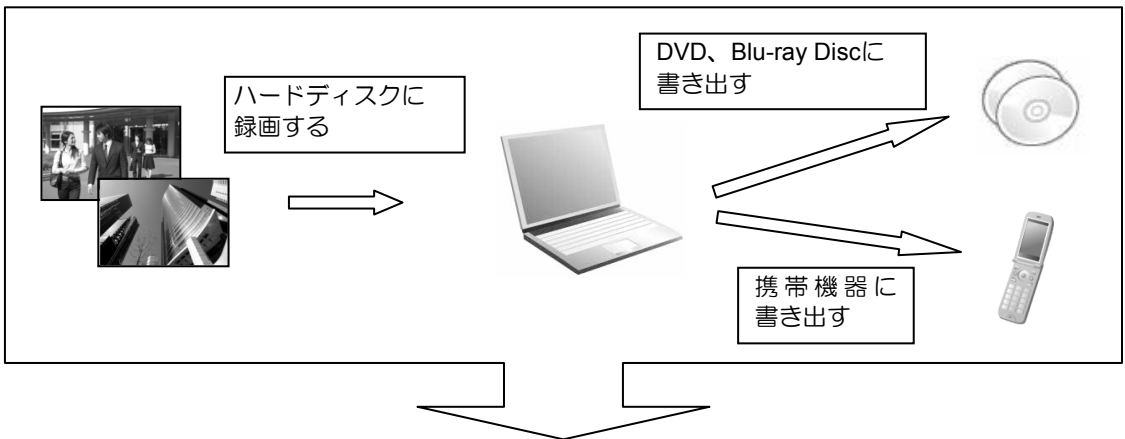 ハードディスクに
録画する
DVD、Blu-ray Discに
書き出す
携帯機器に
書き出す